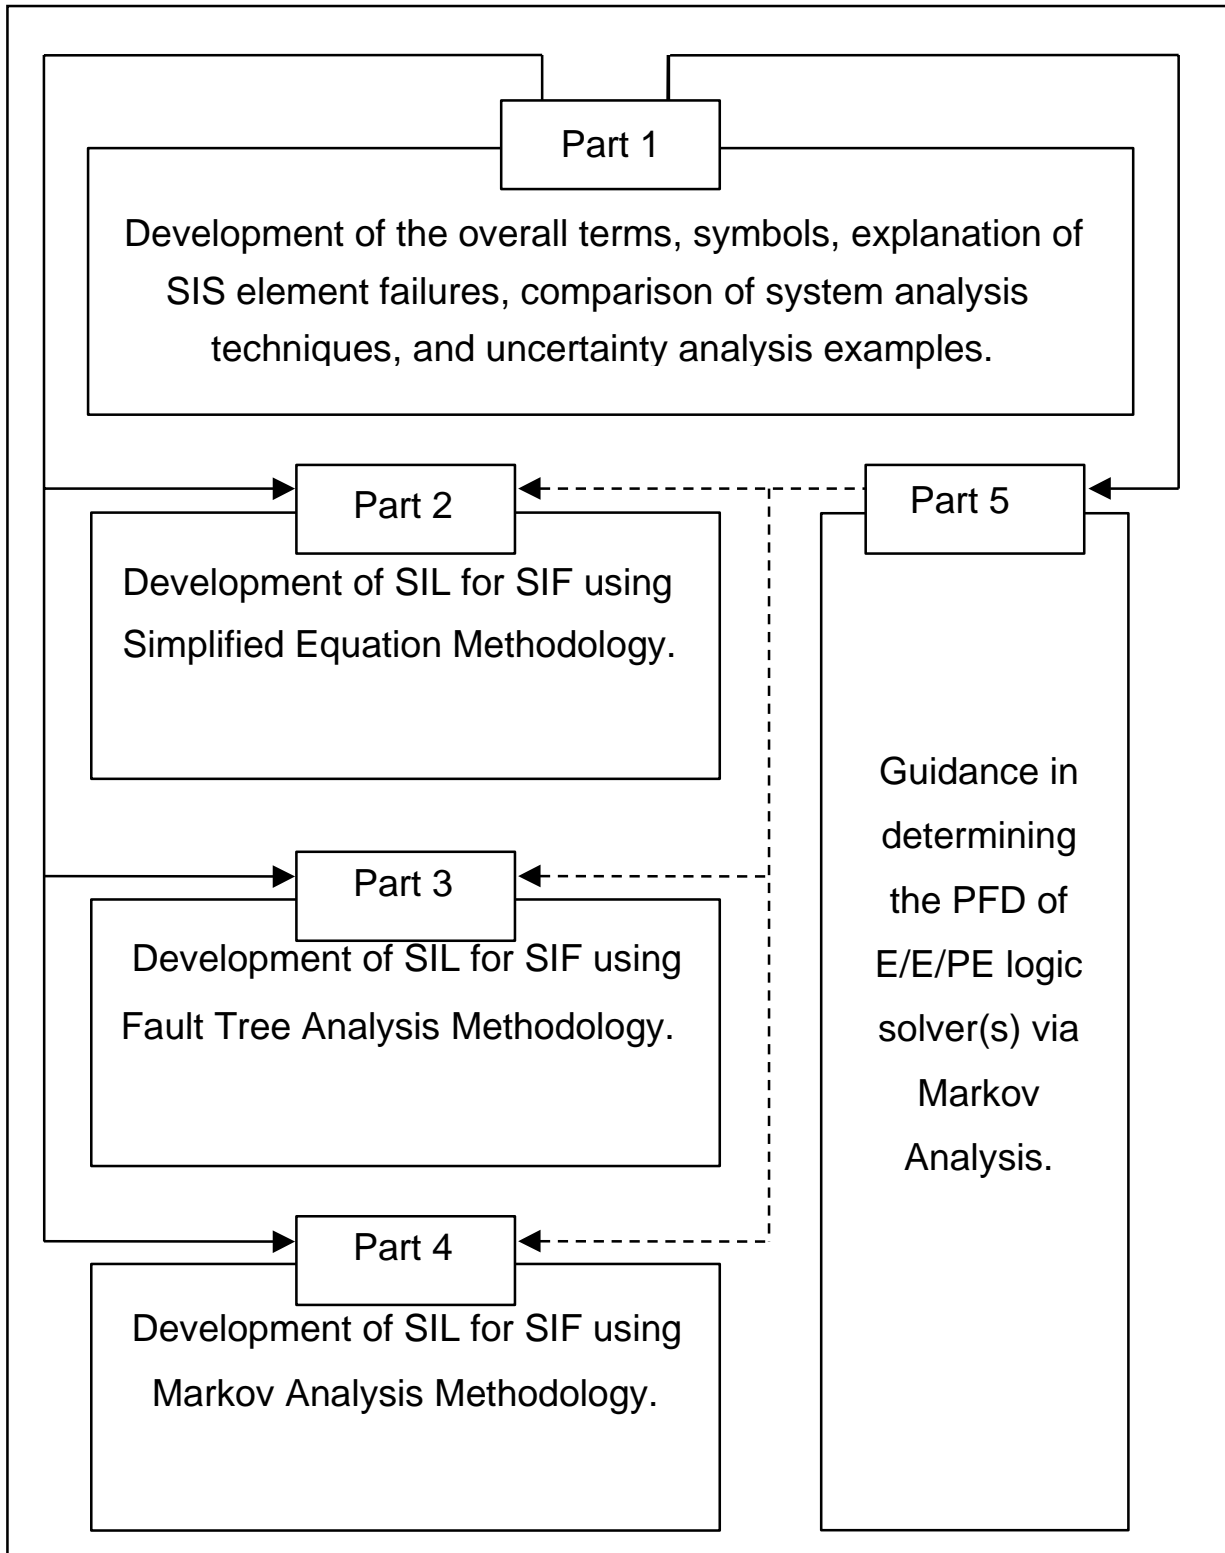 Part 1
Development of the overall terms, symbols, explanation of
SIS element failures, comparison of system analysis
techniques, and uncertainty analysis examples.
Part 2
Development of SIL for SIF using
Simplified Equation Methodology.
Part 3
Development of SIL for SIF using
Fault Tree Analysis Methodology.
Part 4
Development of SIL for SIF using
Markov Analysis Methodology.
Part 5
Guidance in
determining
the PFD of
E/E/PE logic
solver(s) via
Markov
Analysis.